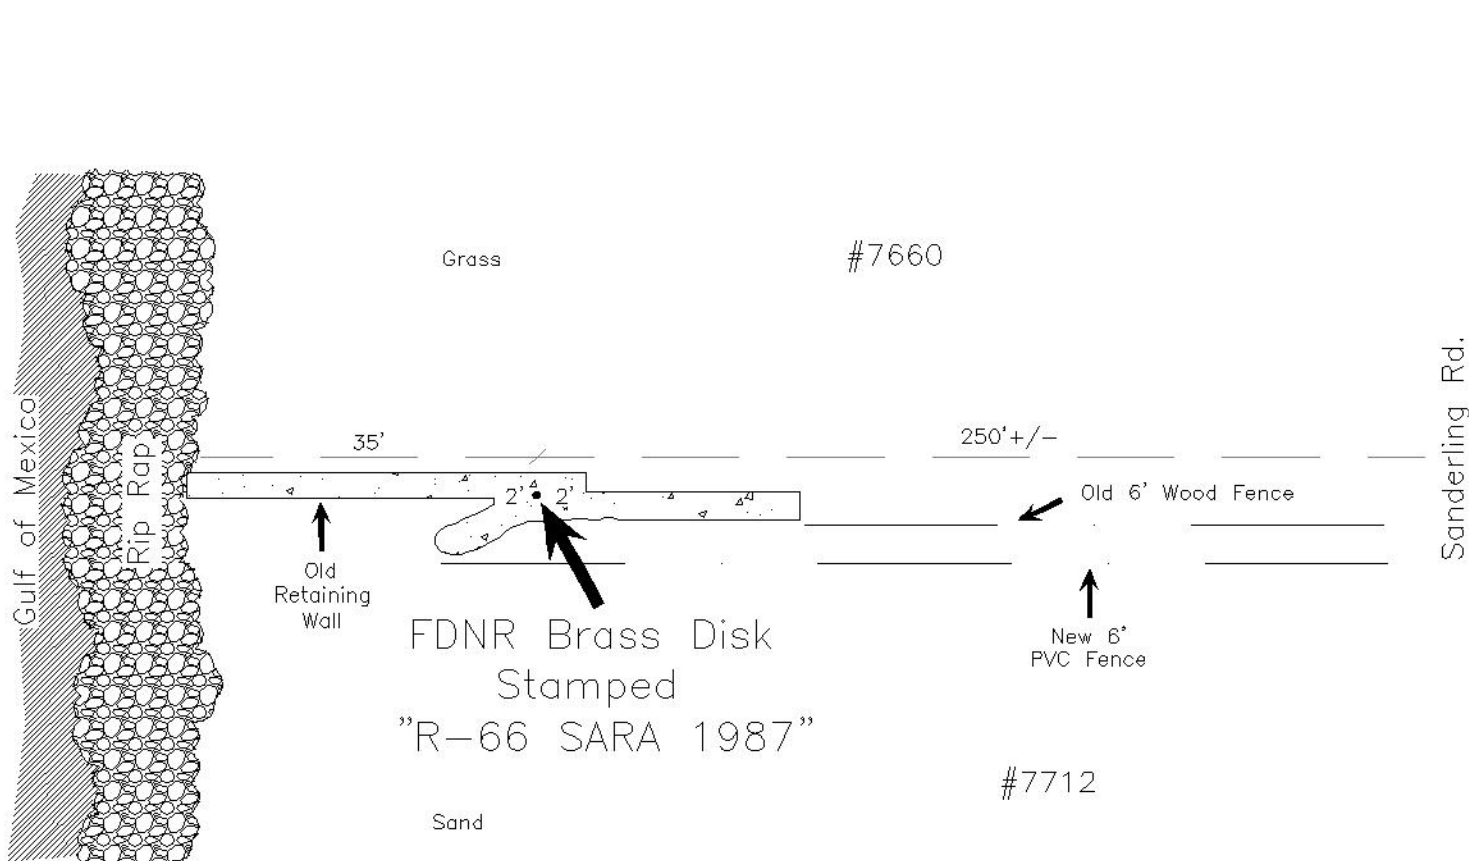 Grass
#7660
Sanderling Rd.
Gulf of Mexico
Rip Rap
35'
250'+/-
2' 2'
Old 6' Wood Fence
Old
Retaining
Wall
FDNR Brass Disk
Stamped
"R-66 SARA 1987"
New 6'
PVC Fence
#7712
Sand